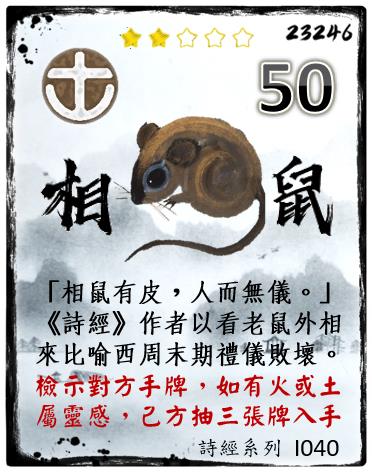 23246
土
50
相鼠
「相鼠有皮，人而無儀。」
《詩經》作者以看老鼠外相
來比喻西周末期禮儀敗壞。
檢示對方手牌，如有火或土
屬靈感，己方抽三張牌入手
詩經系列 I040